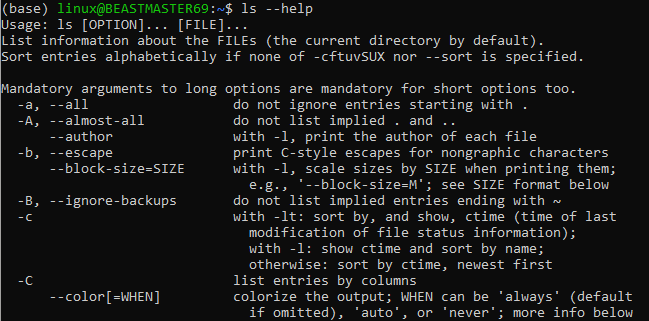 (base) linux@BEASTMASTER69:~$ ls --help
Usage: ls [OPTION]... [FILE]...
List information about the FILEs (the current directory by default).
Sort entries alphabetically if none of -cftuvSUX nor --sort is specified.

Mandatory arguments to long options are mandatory for short options too.
  -a, --all                  do not ignore entries starting with .
  -A, --almost-all           do not list implied . and ..
      --author               with -l, print the author of each file
  -b, --escape               print C-style escapes for nongraphic characters
      --block-size=SIZE      with -l, scale sizes by SIZE when printing them;
                               e.g., '--block-size=M'; see SIZE format below
  -B, --ignore-backups       do not list implied entries ending with ~
  -c                         with -lt: sort by, and show, ctime (time of last
                               modification of file status information);
                               with -l: show ctime and sort by name;
                               otherwise: sort by ctime, newest first
  -C                         list entries by columns
      --color[=WHEN]         colorize the output; WHEN can be 'always' (default
                               if omitted), 'auto', or 'never'; more info below